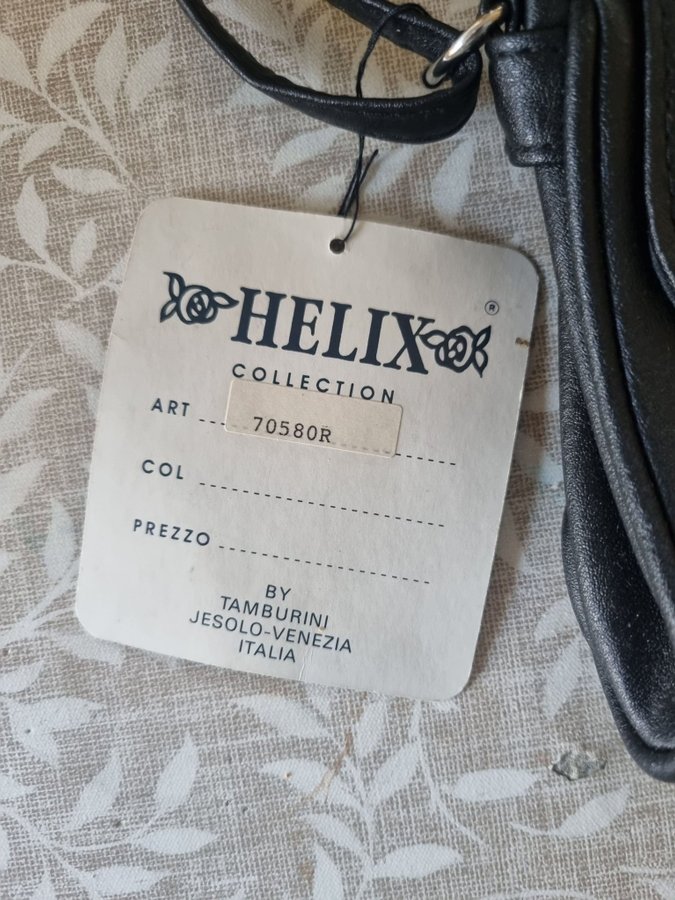 HELIX ®
COLLECTION
ART 70580R
COL
PREZZO
BY
TAMBURINI
JESOLO-VENEZIA
ITALIA